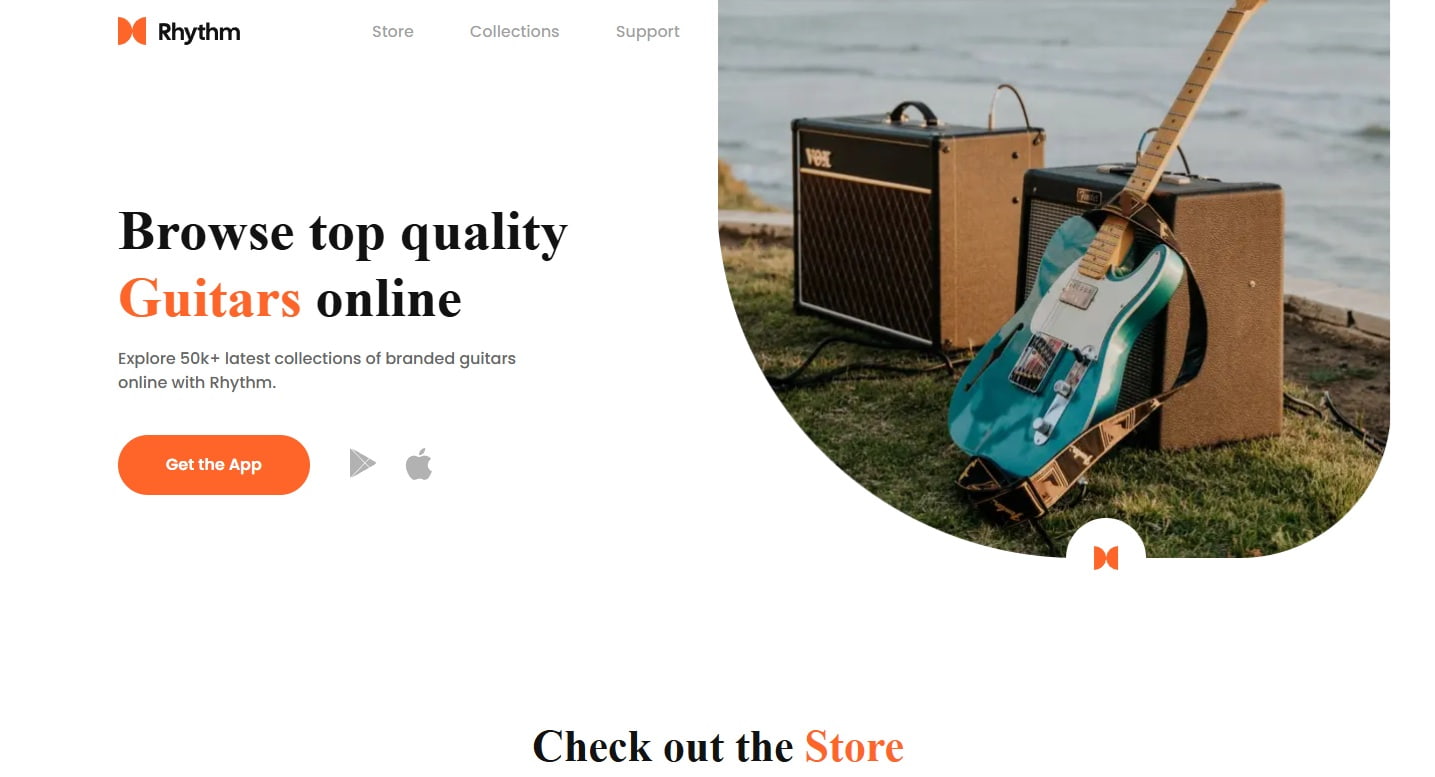 Rhythm
Store
Collections
Support
VOX
Browse top quality
Guitars online
Explore 50k+ latest collections of branded guitars
online with Rhythm.
Get the App
Check out the Store